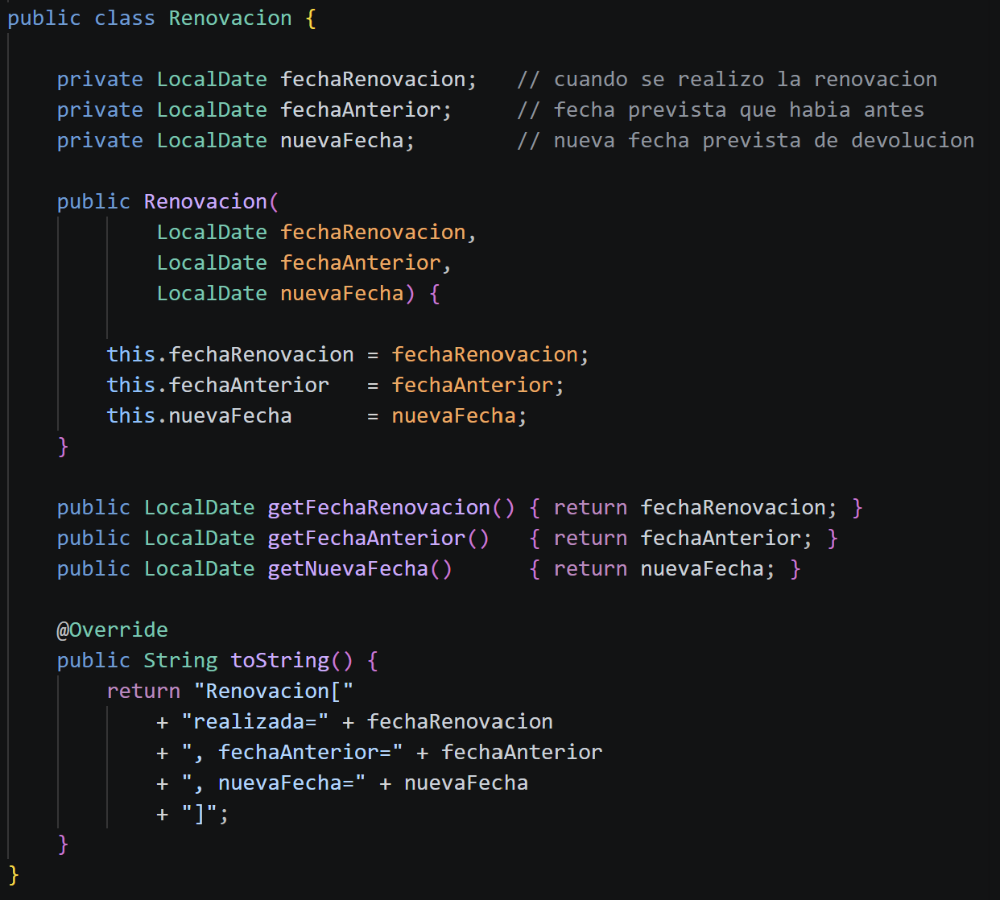 public class Renovacion {
    private LocalDate fechaRenovacion;   // cuando se realizo la renovacion
    private LocalDate fechaAnterior;     // fecha prevista que habia antes
    private LocalDate nuevaFecha;        // nueva fecha prevista de devolucion
    public Renovacion(
            LocalDate fechaRenovacion,
            LocalDate fechaAnterior,
            LocalDate nuevaFecha) {
        this.fechaRenovacion = fechaRenovacion;
        this.fechaAnterior   = fechaAnterior;
        this.nuevaFecha      = nuevaFecha;
    }
    public LocalDate getFechaRenovacion() { return fechaRenovacion; }
    public LocalDate getFechaAnterior()   { return fechaAnterior; }
    public LocalDate getNuevaFecha()      { return nuevaFecha; }
    @Override
    public String toString() {
        return "Renovacion["
            + "realizada=" + fechaRenovacion
            + ", fechaAnterior=" + fechaAnterior
            + ", nuevaFecha=" + nuevaFecha
            + "]";
    }
}